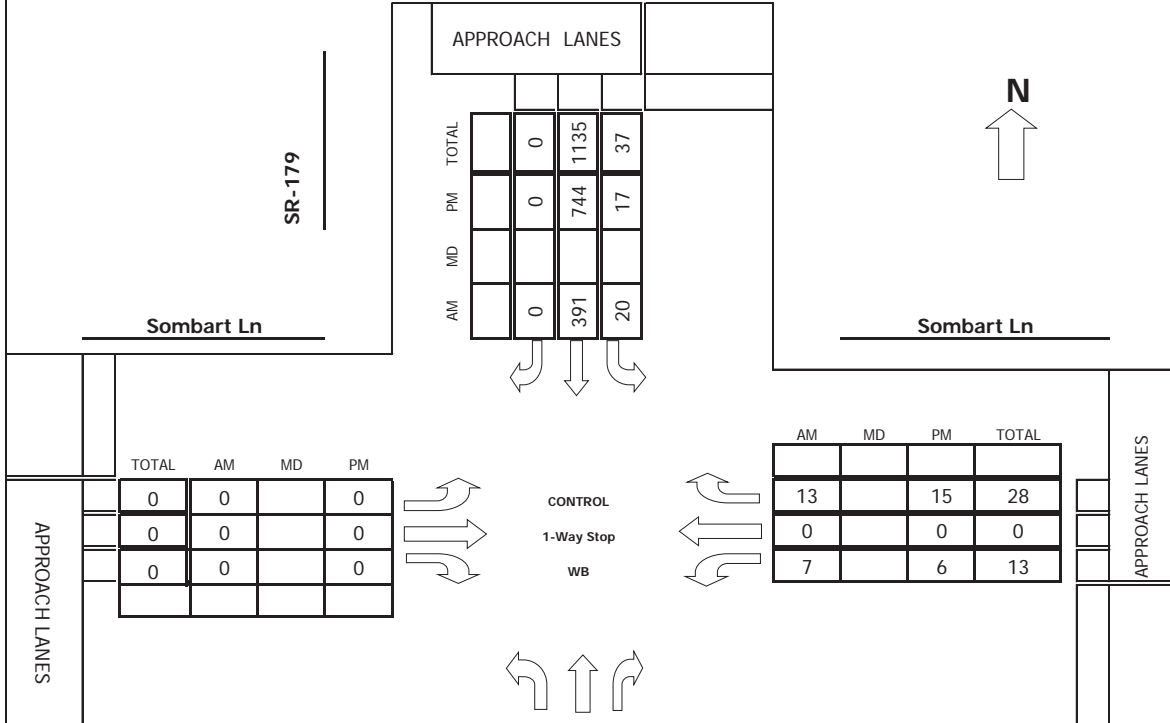 APPROACH LANES
N
SR-179
TOTAL 0 1135 37
PM 0 744 17
MD
AM 0 391 20
Sombart Ln
Sombart Ln
TOTAL AM MD PM
0 0 0
0 0 0
0 0 0
APPROACH LANES
CONTROL
1-Way Stop
WB
AM MD PM TOTAL
13 15 28
0 0 0
7 6 13
APPROACH LANES